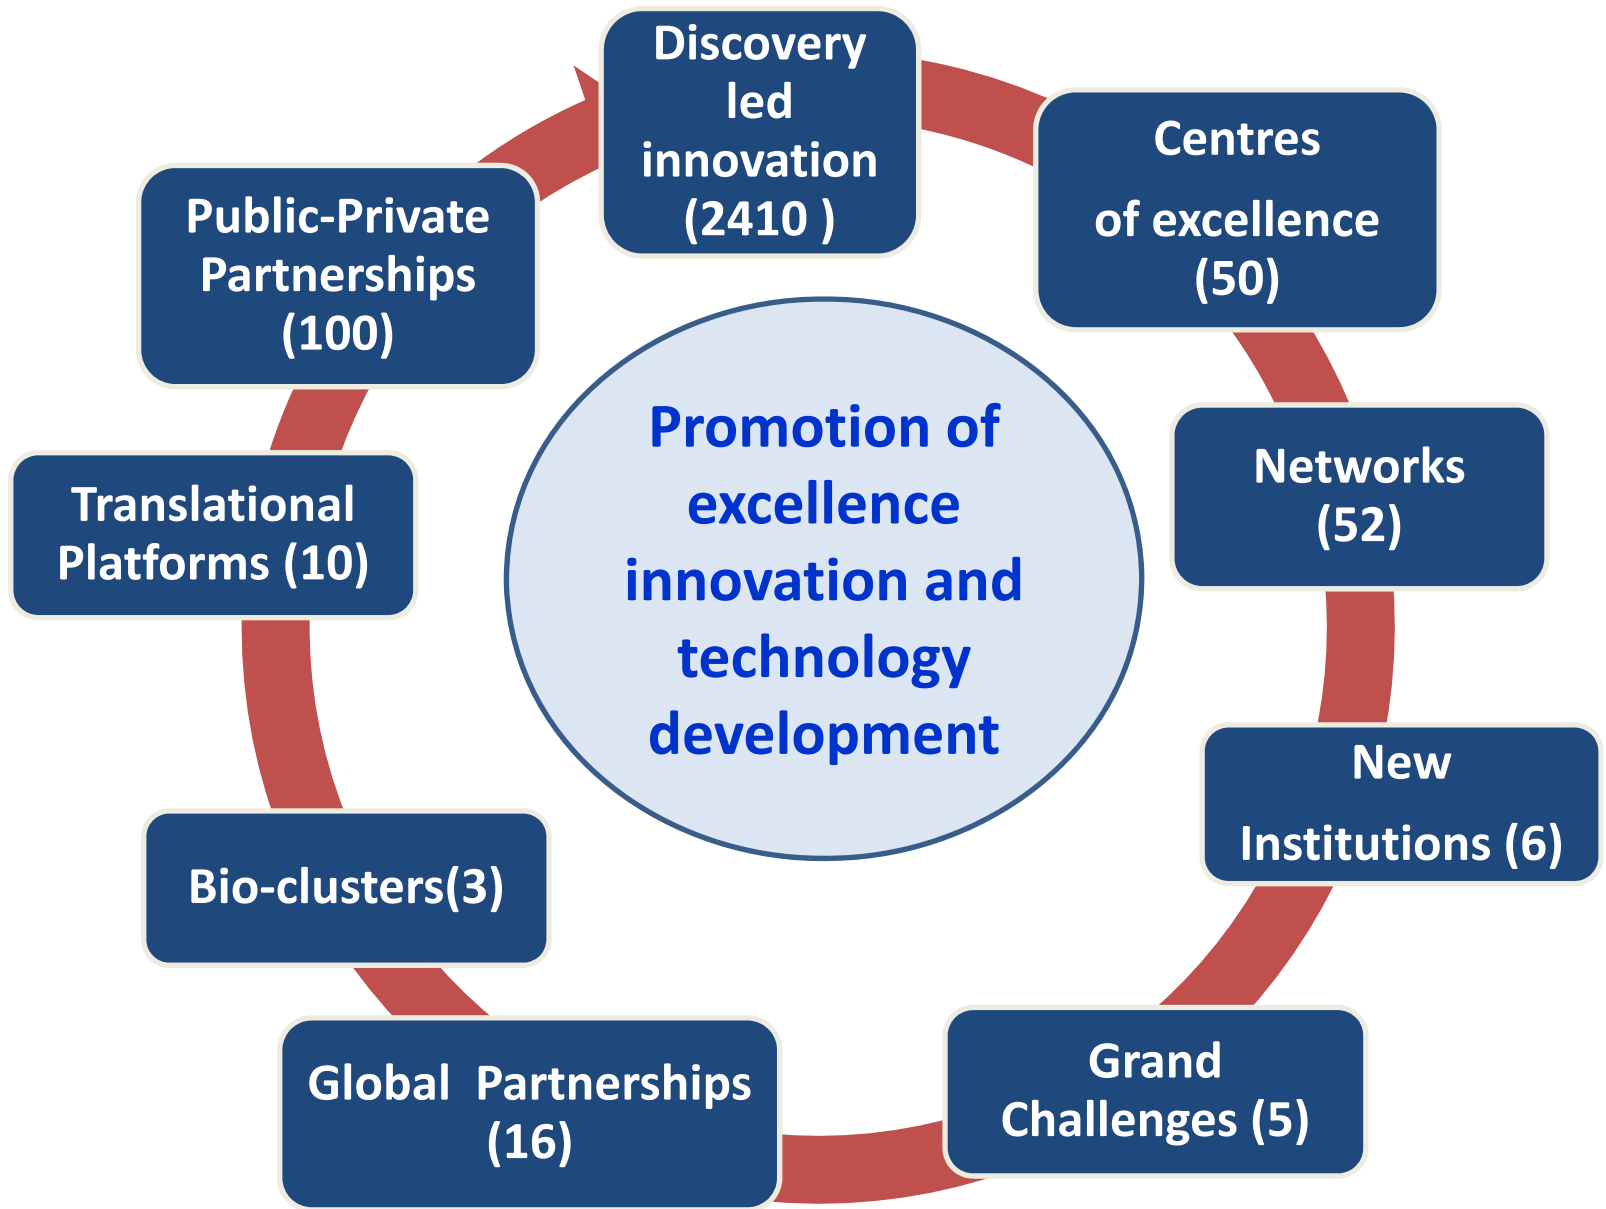 Discovery
led
innovation
(2410 )
Centres
of excellence
(50)
Networks
(52)
New
Institutions (6)
Grand
Challenges (5)
Global  Partnerships
(16)
Bio-clusters(3)
Translational
Platforms (10)
Public-Private
Partnerships
(100)
Promotion of
excellence
innovation and
technology
development